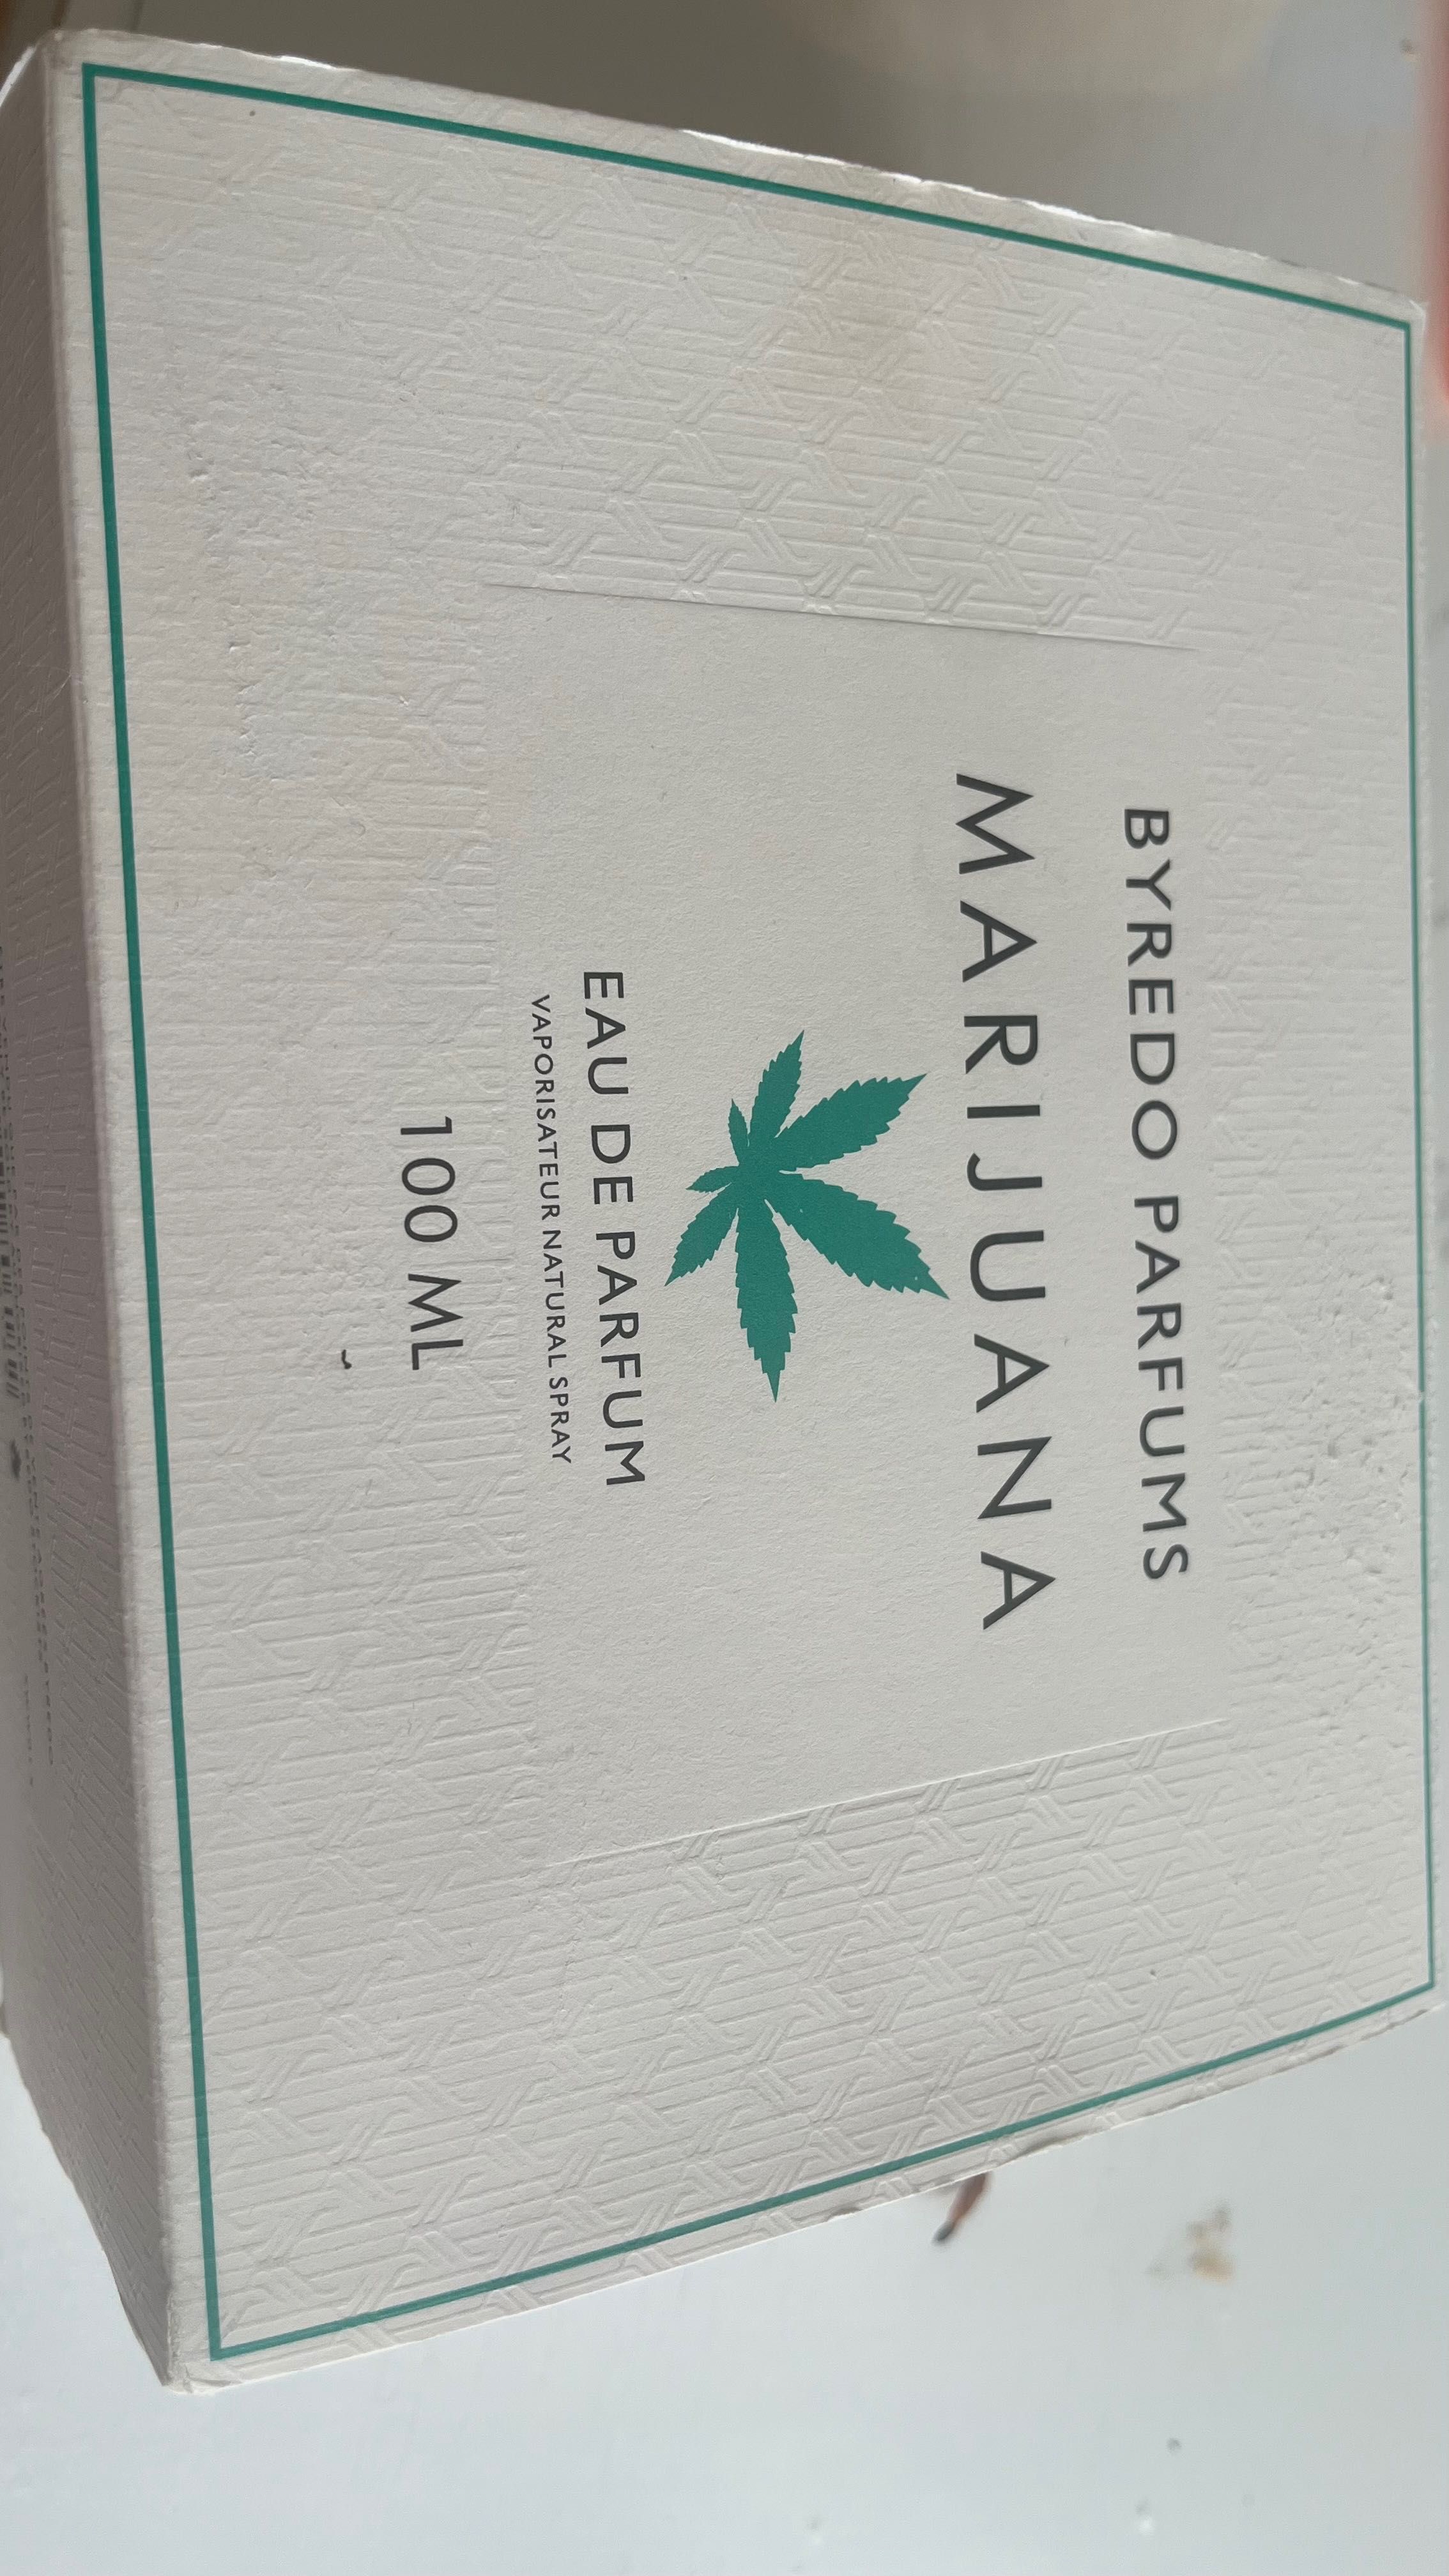 BYREDO PARFUMS
MARIJUANA
EAU DE PARFUM
VAPORISATEUR NATURAL SPRAY
100 ML